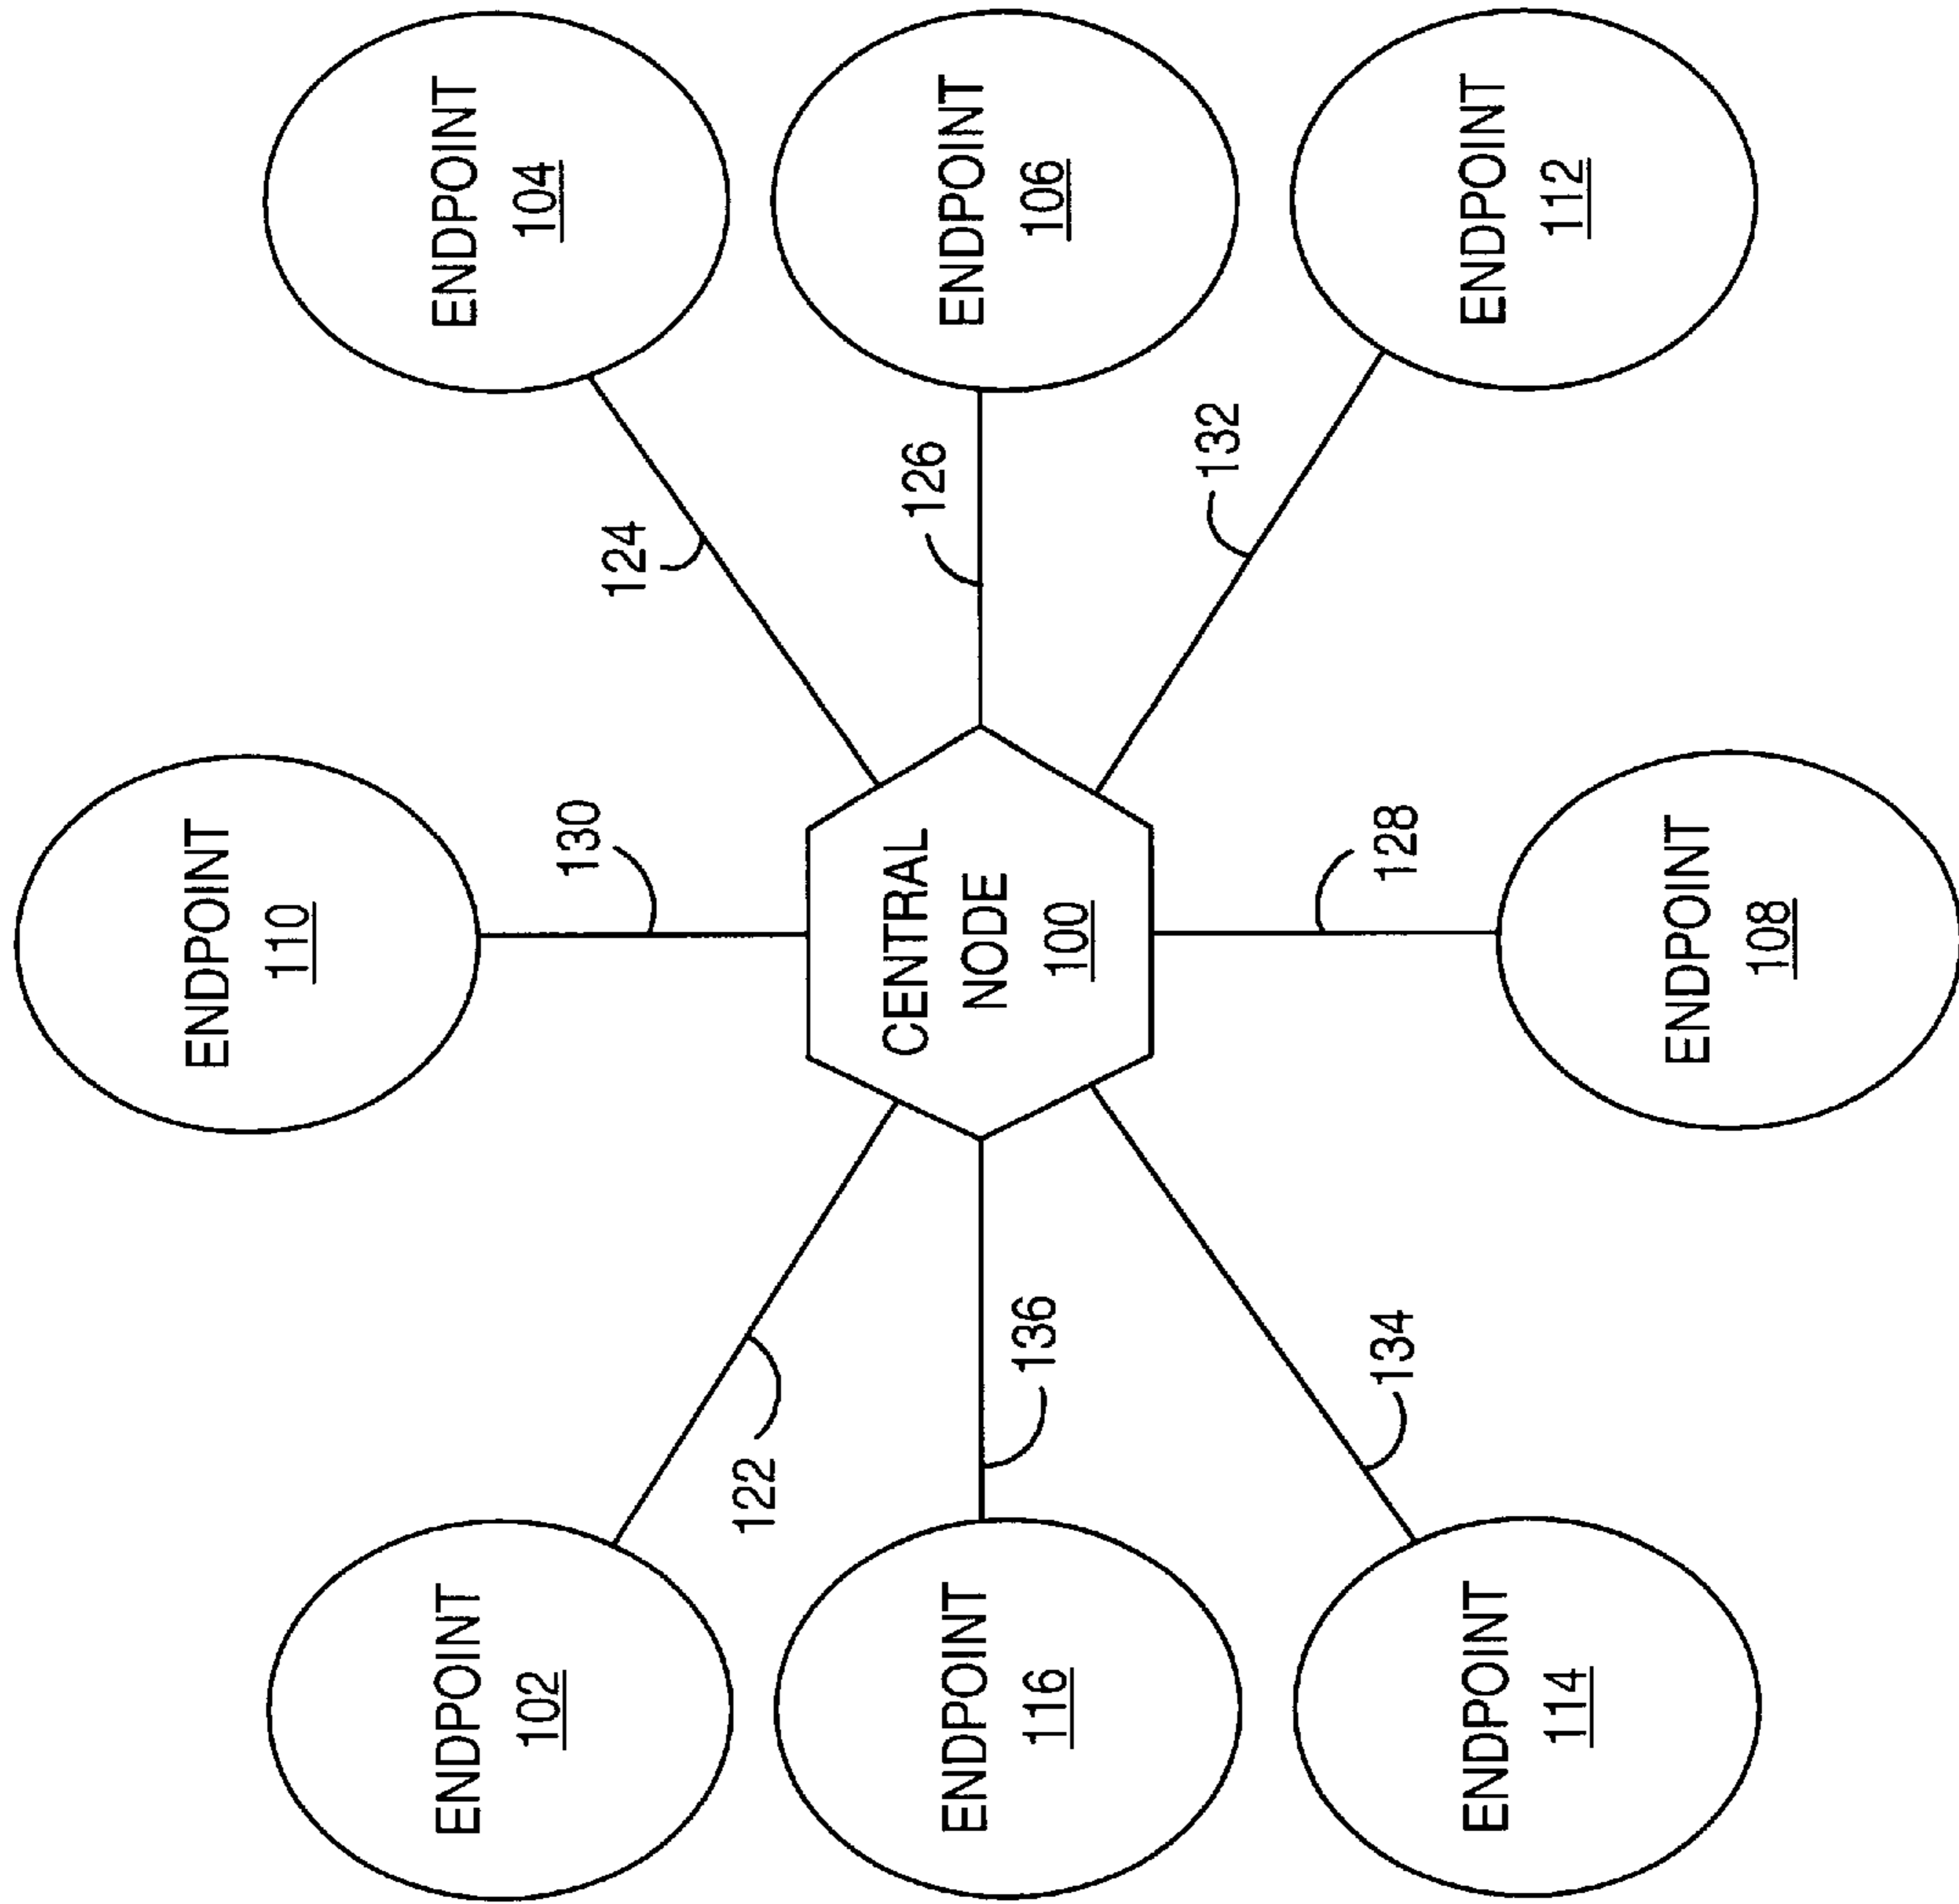 ENDPOINT
110
ENDPOINT
102
ENDPOINT
104
130
124
122
CENTRAL
NODE
100
126
ENDPOINT
116
ENDPOINT
106
136
132
134
128
ENDPOINT
114
ENDPOINT
112
ENDPOINT
108